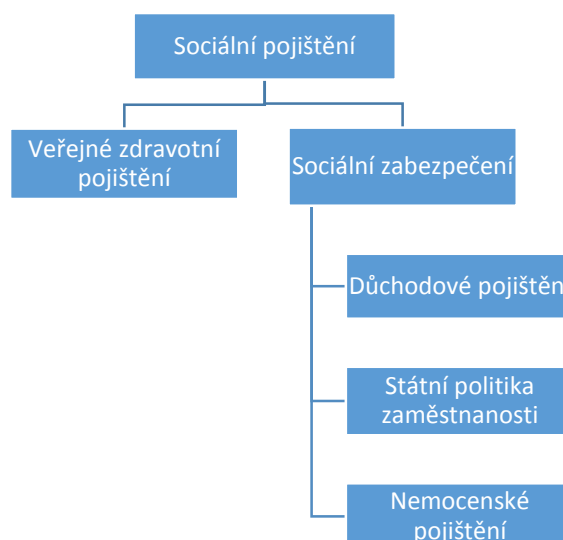 Sociální pojištění
Veřejné zdravotní
pojištění
Sociální zabezpečení
Důchodové pojištěn
Státní politika
zaměstnanosti
Nemocenské
pojištění